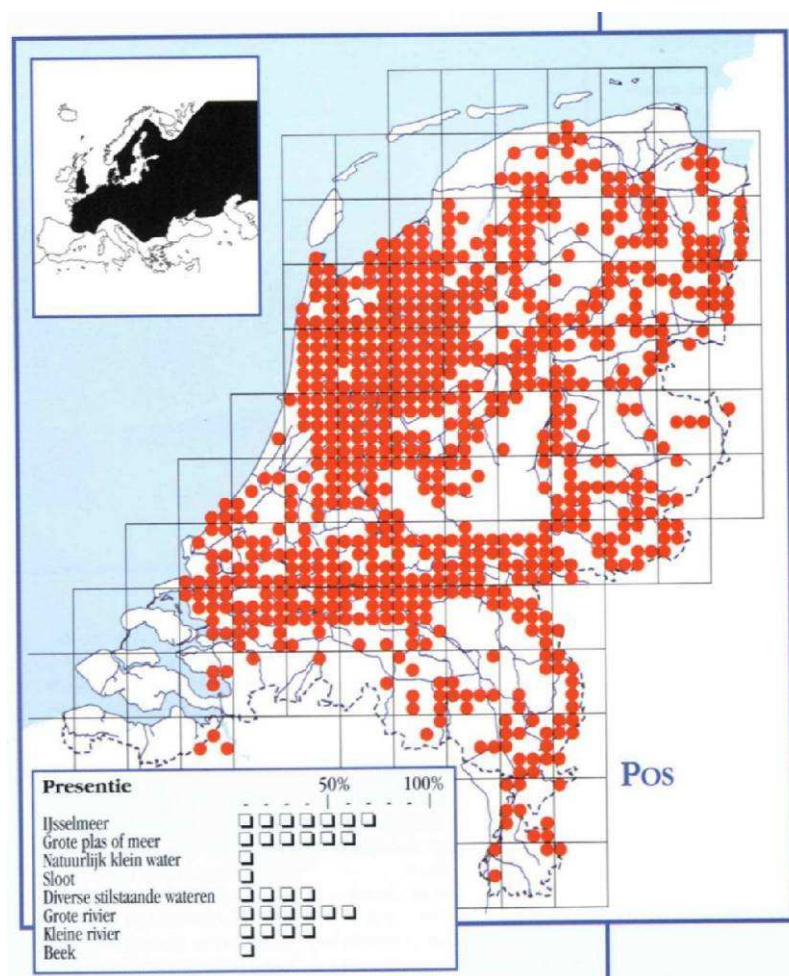 Pos
Presentie 50% 100%
IJsselmeer
Grote plas of meer
Natuurlijk klein water
Sloot
Diverse stilstaande wateren
Grote rivier
Kleine rivier
Beek